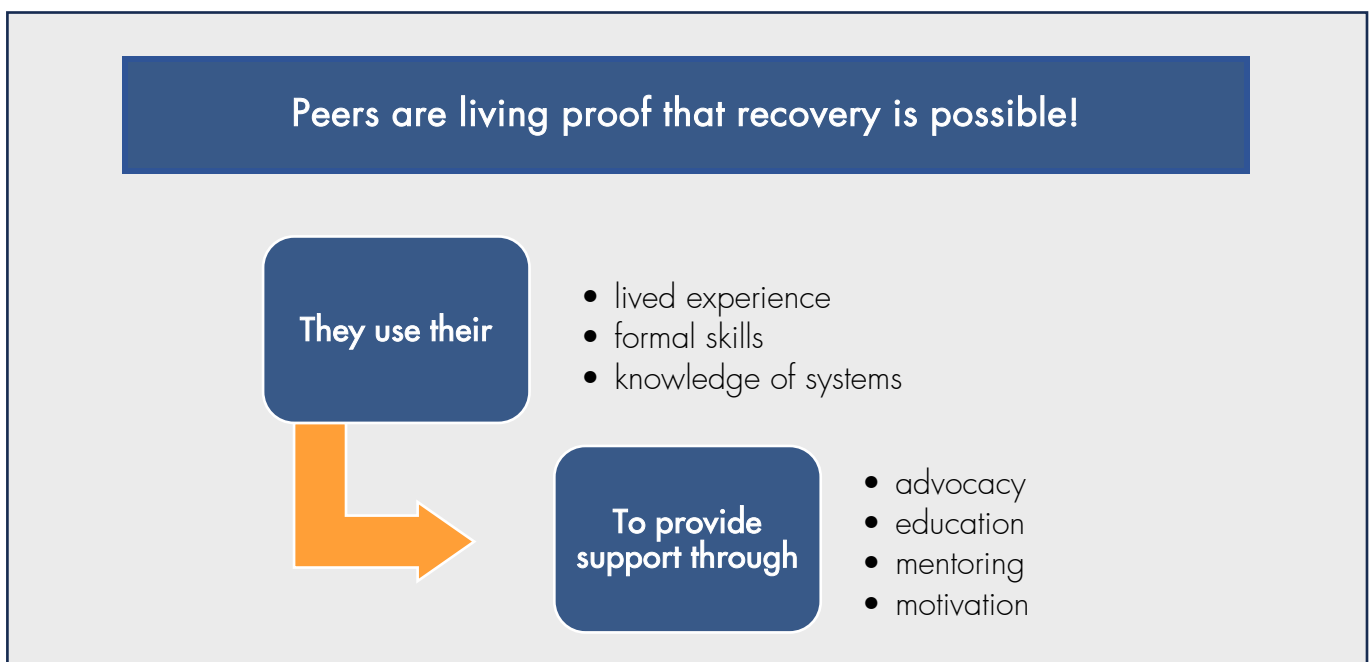 Peers are living proof that recovery is possible!
They use their
• lived experience
• formal skills
• knowledge of systems
To provide
support through
• advocacy
• education
• mentoring
• motivation